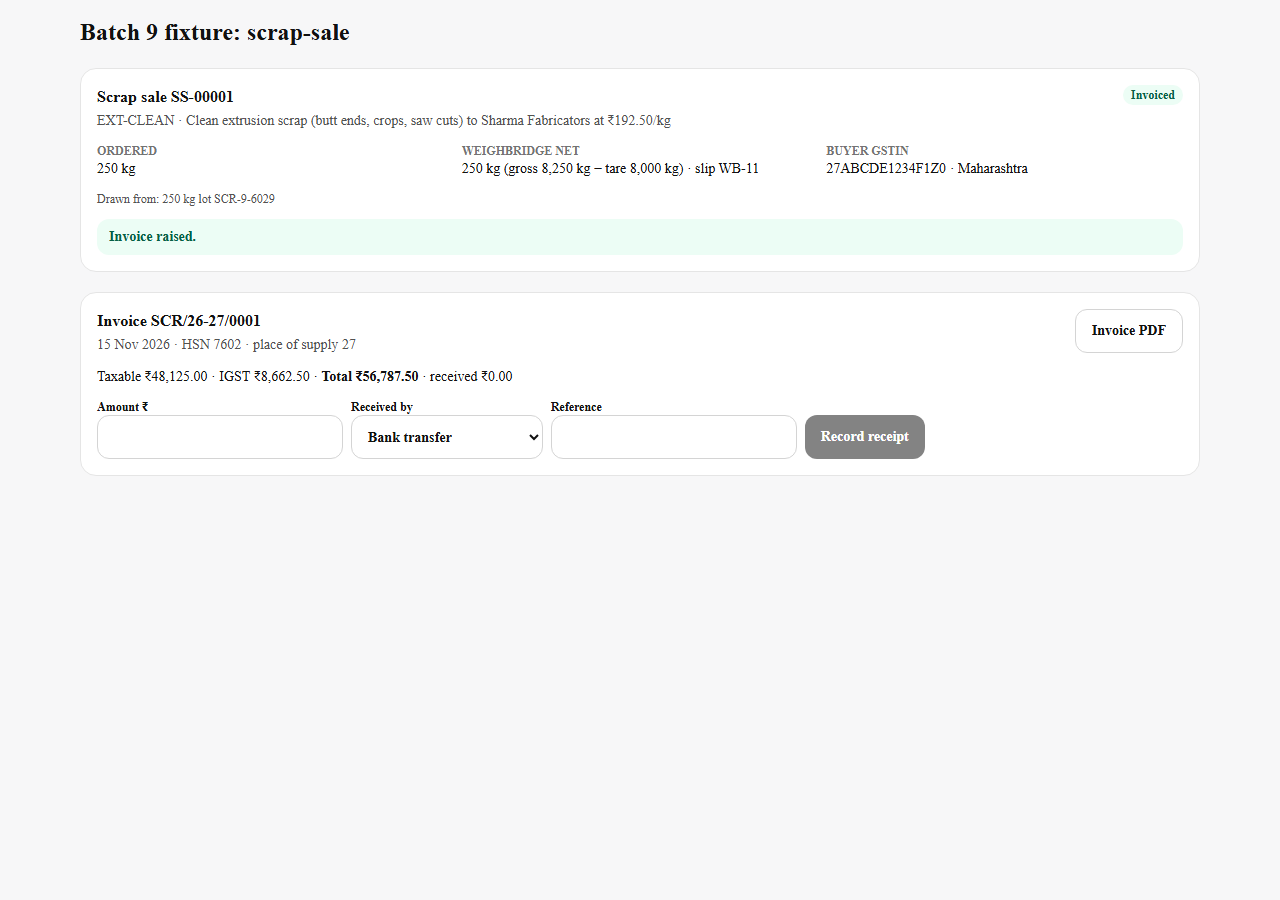 Batch 9 fixture: scrap-sale
Scrap sale SS-00001
Invoiced
EXT-CLEAN · Clean extrusion scrap (butt ends, crops, saw cuts) to Sharma Fabricators at ₹192.50/kg
ORDERED
250 kg
WEIGHBRIDGE NET
250 kg (gross 8,250 kg − tare 8,000 kg) · slip WB-11
BUYER GSTIN
27ABCDE1234F1Z0 · Maharashtra
Drawn from: 250 kg lot SCR-9-6029
Invoice raised.
Invoice SCR/26-27/0001
Invoice PDF
15 Nov 2026 · HSN 7602 · place of supply 27
Taxable ₹48,125.00 · IGST ₹8,662.50 · Total ₹56,787.50 · received ₹0.00
Amount ₹
Received by
Bank transfer
Reference
Record receipt